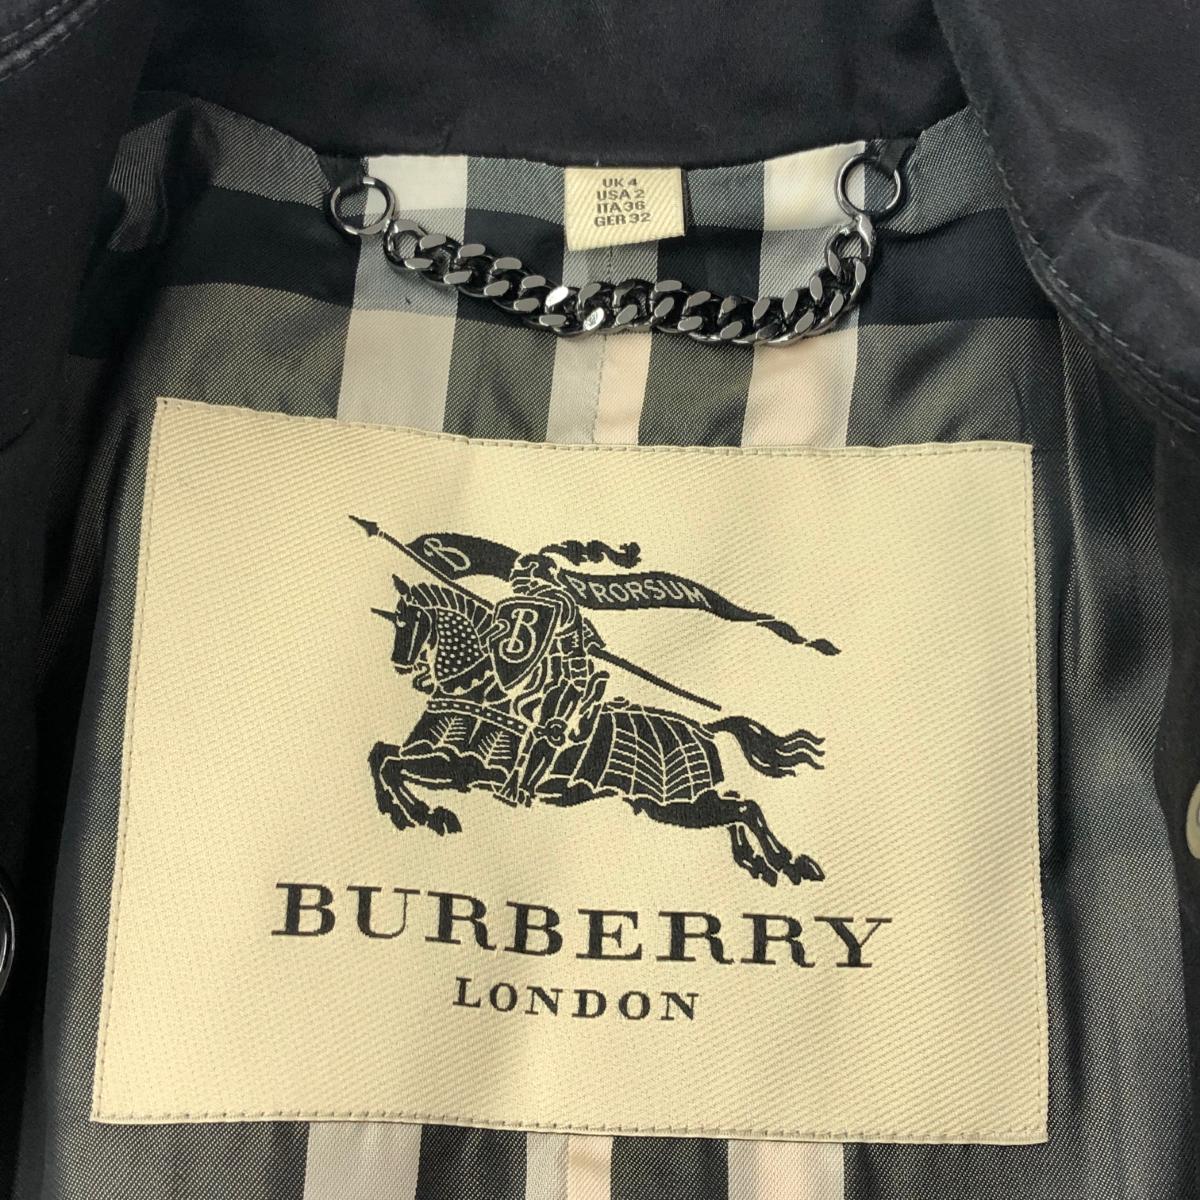 UK 4
USA 2
ITA 36
GER 32
B PRORSUM
B
BURBERRY
LONDON